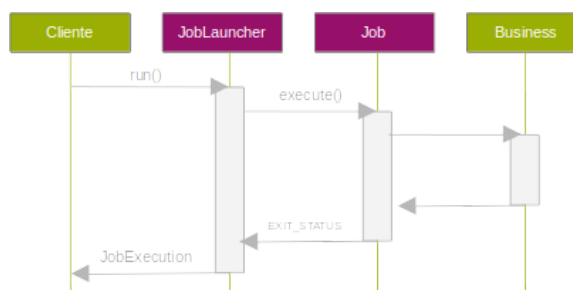 Cliente
JobLauncher
Job
Business
run()
execute()
EXIT_STATUS
JobExecution